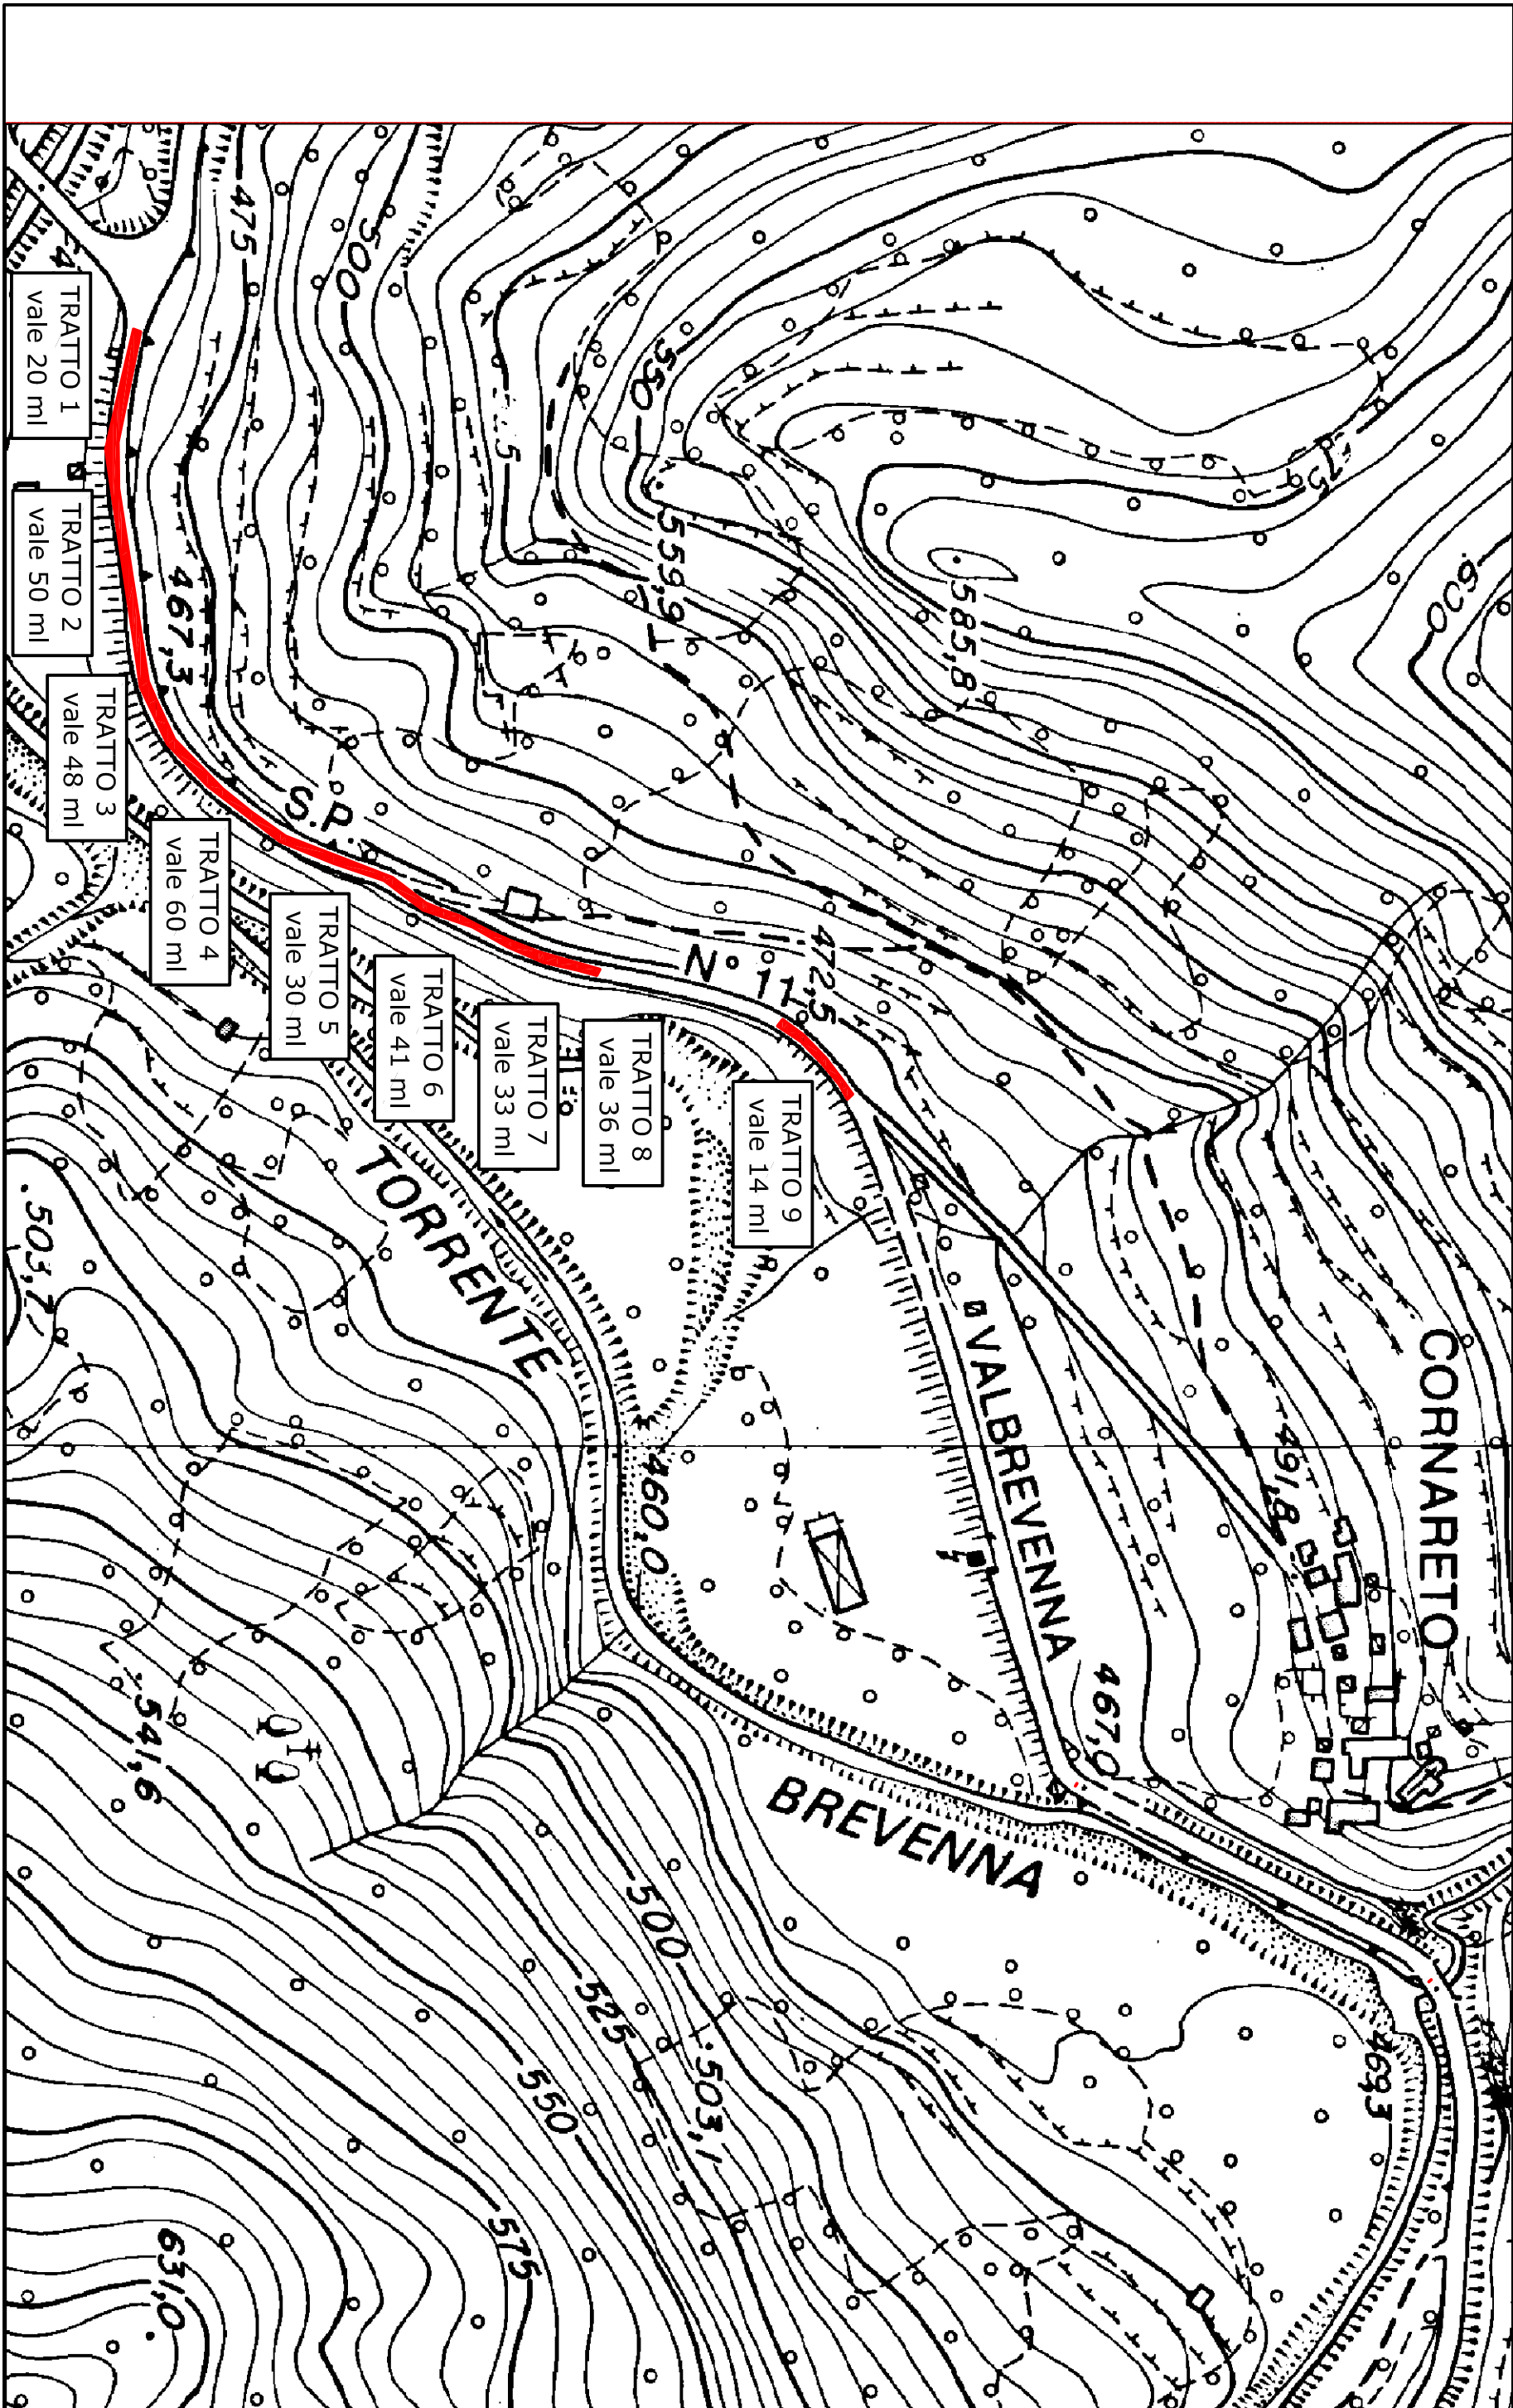 TRATTO 1
vale 20 ml
TRATTO 2
vale 50 ml
TRATTO 3
vale 48 ml
TRATTO 4
vale 60 ml
TRATTO 5
vale 30 ml
TRATTO 6
vale 41 ml
TRATTO 7
vale 33 ml
TRATTO 8
vale 36 ml
TRATTO 9
vale 14 ml
475
500
550
559,9
585,8
600
467,3
S.P.
N° 11
472,5
VALBREVENNA
CORNARETO
491,8
467,0
TORRENTE
BREVENNA
460,0
503,7
541,6
500
525
503,1
550
575
631,0
469,3